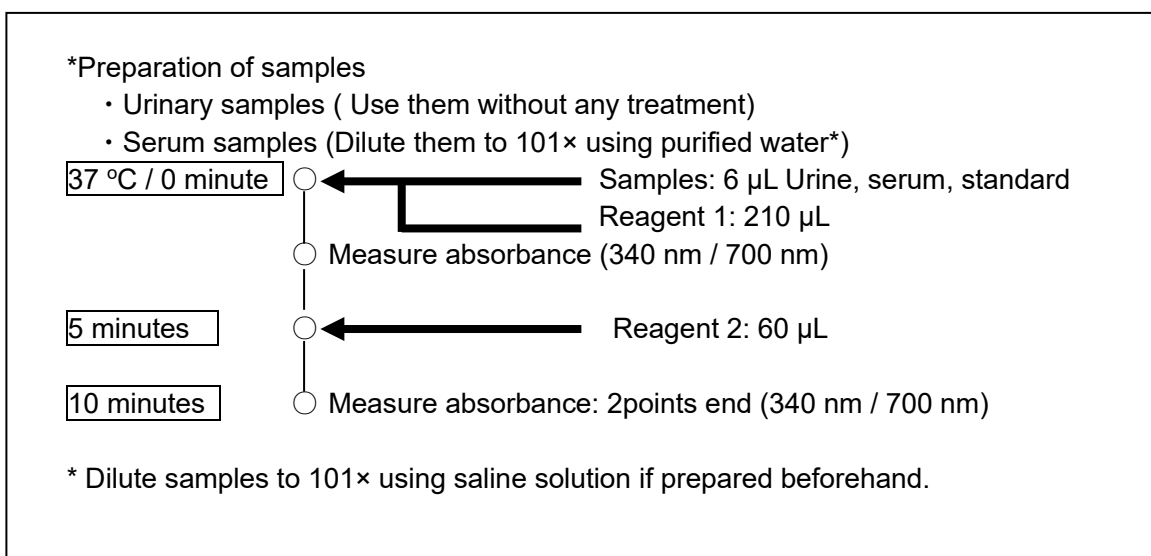 *Preparation of samples
・Urinary samples ( Use them without any treatment)
・Serum samples (Dilute them to 101× using purified water*)
37 ºC / 0 minute
Samples: 6 µL Urine, serum, standard
Reagent 1: 210 µL
Measure absorbance (340 nm / 700 nm)
5 minutes
Reagent 2: 60 µL
10 minutes
Measure absorbance: 2points end (340 nm / 700 nm)
* Dilute samples to 101× using saline solution if prepared beforehand.